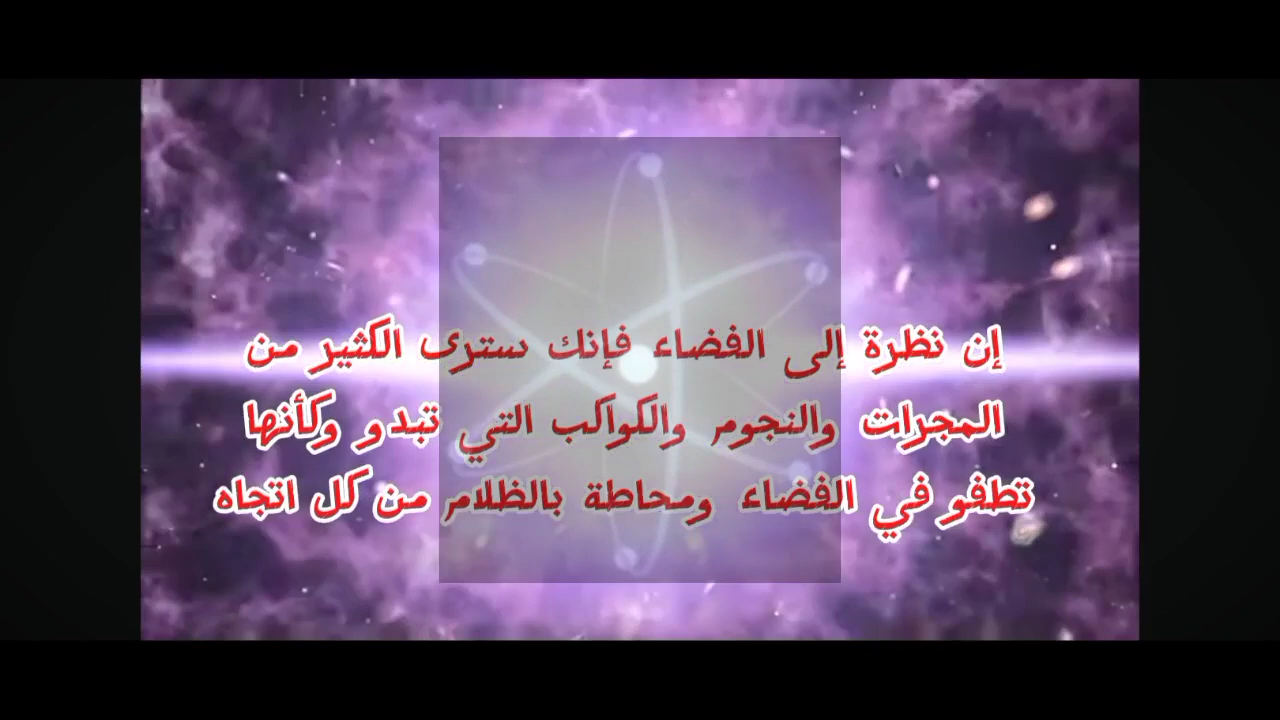 إن نظرة إلى الفضاء فإنك سترى الكثير من
المجرات والنجوم والكواكب التي تبدو وكأنها
تطفو في الفضاء ومحاطة بالظلام من كل اتجاه